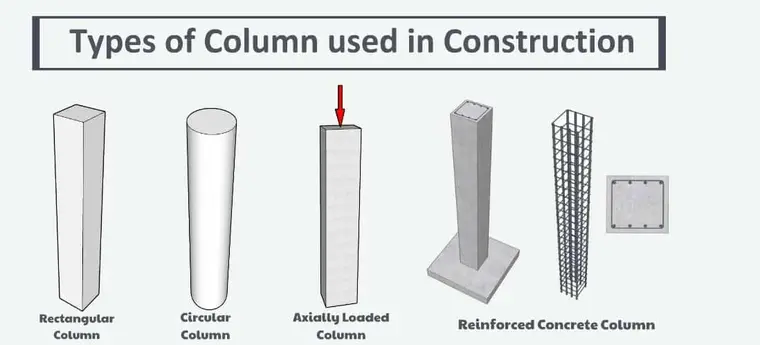 Types of Column used in Construction
Rectangular
Column
Circular
Column
Axially Loaded
Column
Reinforced Concrete Column